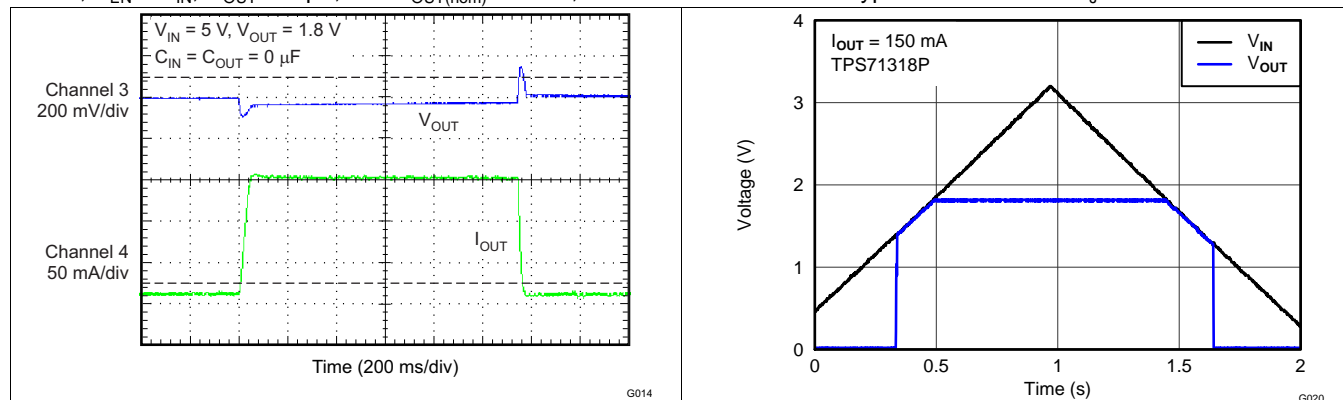 V_IN = 5 V, V_OUT = 1.8 V
C_IN = C_OUT = 0 μF
Channel 3
200 mV/div
V_OUT
I_OUT
Channel 4
50 mA/div
Time (200 ms/div)
G014
I_OUT = 150 mA
TPS71318P
V_IN
V_OUT
4
3
2
1
0
Voltage (V)
0 0.5 1 1.5 2
Time (s)
G020